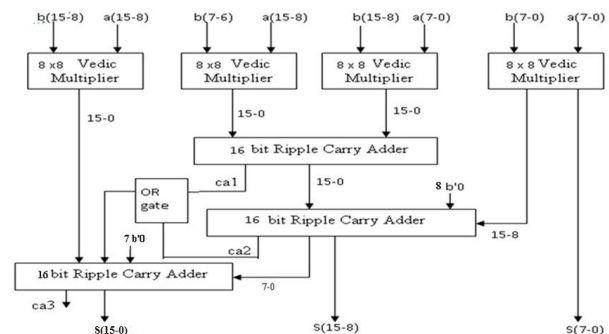 b(15-8) a(15-8) b(7-6) a(15-8) b(15-8) a(7-0) b(7-0) a(7-0)
8 x8 Vedic Multiplier
8 x8 Vedic Multiplier
8 x8 Vedic Multiplier
8 x8 Vedic Multiplier
15-0
15-0
15-0
16 bit Ripple Carry Adder
ca1
OR gate
15-0
8 b'0
16 bit Ripple Carry Adder
15-8
7 b'0
ca2
16 bit Ripple Carry Adder
7-0
ca3
S(15-0)
S(15-8)
S(7-0)